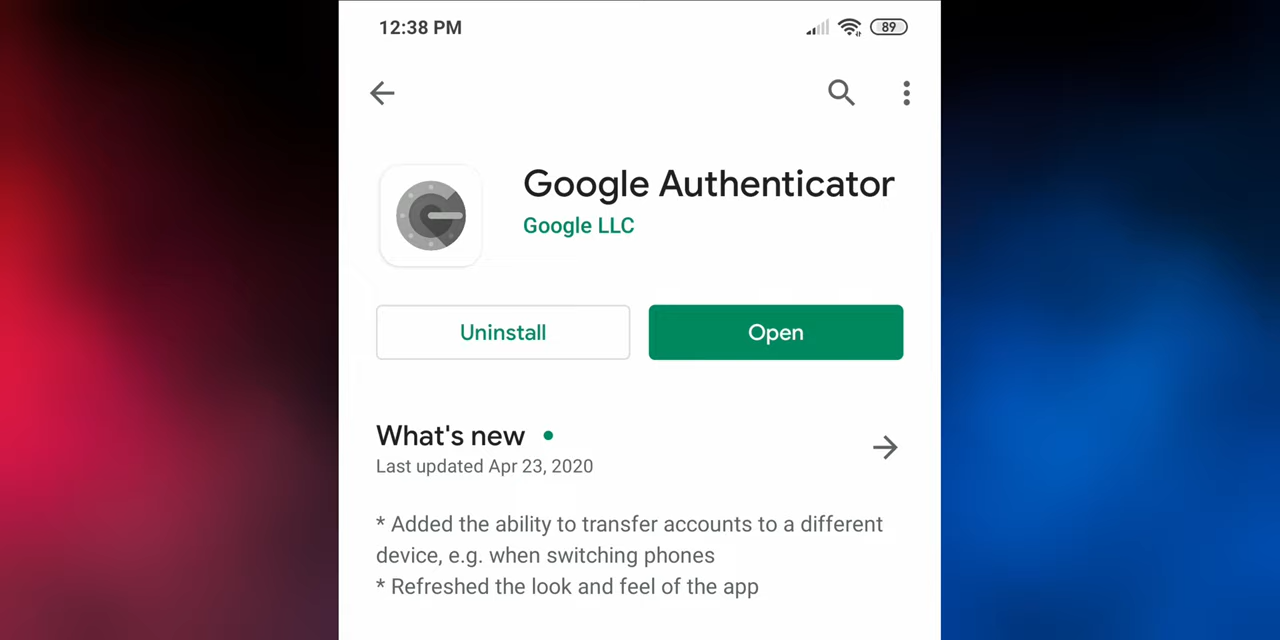 12:38 PM
89
Google Authenticator
Google LLC
Uninstall
Open
What's new
Last updated Apr 23, 2020
* Added the ability to transfer accounts to a different
device, e.g. when switching phones
* Refreshed the look and feel of the app